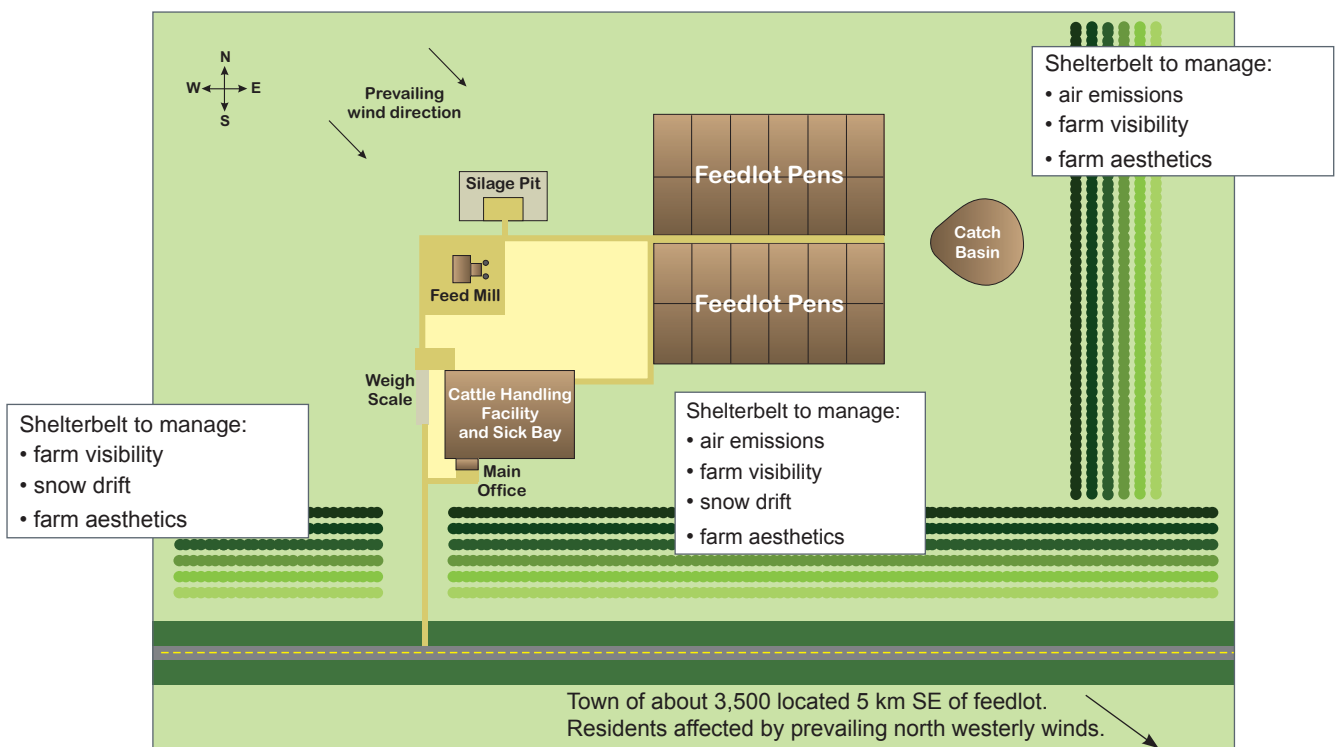 N
W
E
S
Prevailing
wind direction
Shelterbelt to manage:
• air emissions
• farm visibility
• farm aesthetics
Silage Pit
Feedlot Pens
Catch
Basin
Feed Mill
Feedlot Pens
Weigh
Scale
Cattle Handling
Facility
and Sick Bay
Main
Office
Shelterbelt to manage:
• farm visibility
• snow drift
• farm aesthetics
Shelterbelt to manage:
• air emissions
• farm visibility
• snow drift
• farm aesthetics
Town of about 3,500 located 5 km SE of feedlot.
Residents affected by prevailing north westerly winds.